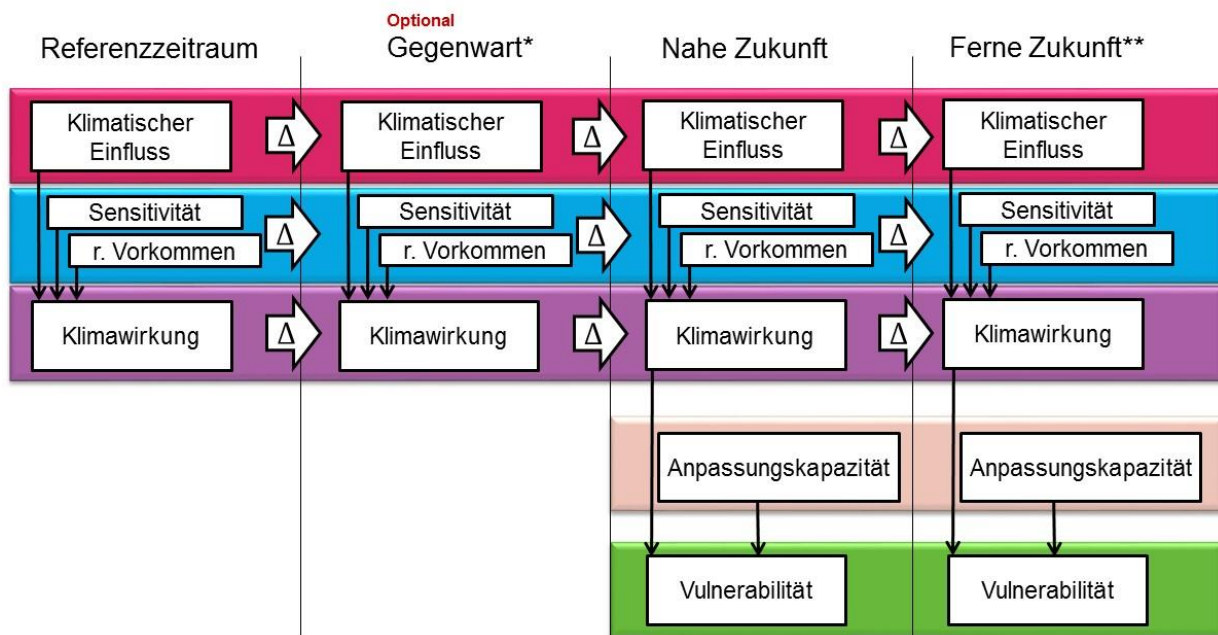 Optional
Referenzzeitraum
Gegenwart*
Nahe Zukunft
Ferne Zukunft**
Klimatischer
Einfluss
Δ
Klimatischer
Einfluss
Δ
Klimatischer
Einfluss
Δ
Klimatischer
Einfluss
Sensitivität
r. Vorkommen
Δ
Sensitivität
r. Vorkommen
Δ
Sensitivität
r. Vorkommen
Δ
Sensitivität
r. Vorkommen
Klimawirkung
Δ
Klimawirkung
Δ
Klimawirkung
Δ
Klimawirkung
Anpassungskapazität
Anpassungskapazität
Vulnerabilität
Vulnerabilität